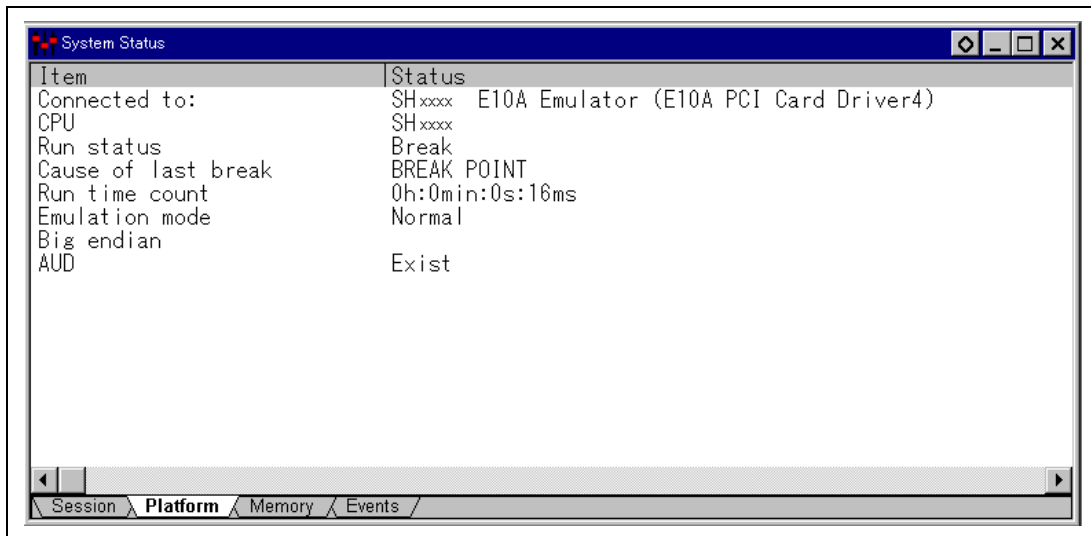 System Status
Item Status
Connected to: SHxxxx E10A Emulator (E10A PCI Card Driver4)
CPU SHxxxx
Run status Break
Cause of last break BREAK POINT
Run time count 0h:0min:0s:16ms
Emulation mode Normal
Big endian
AUD Exist
Session Platform Memory Events